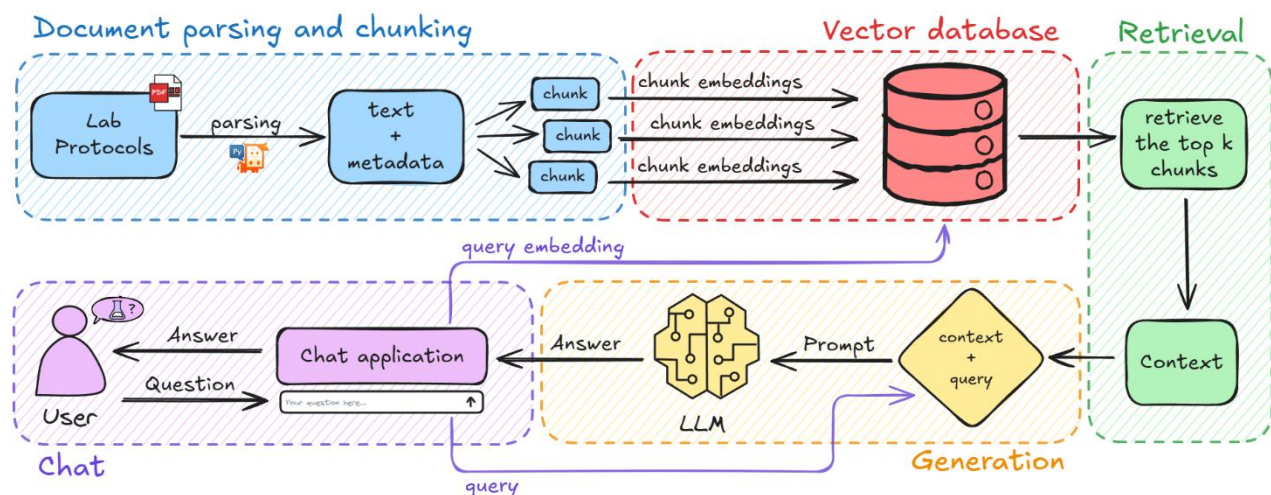 Document parsing and chunking
Vector database
Retrieval
PDF
Lab
Protocols
parsing
Py
text
+
metadata
chunk
chunk
chunk
chunk embeddings
chunk embeddings
chunk embeddings
retrieve
the top k
chunks
query embedding
?
User
Answer
Question
Chat application
Your question here...
Answer
LLM
Prompt
context
+
query
Context
Chat
query
Generation